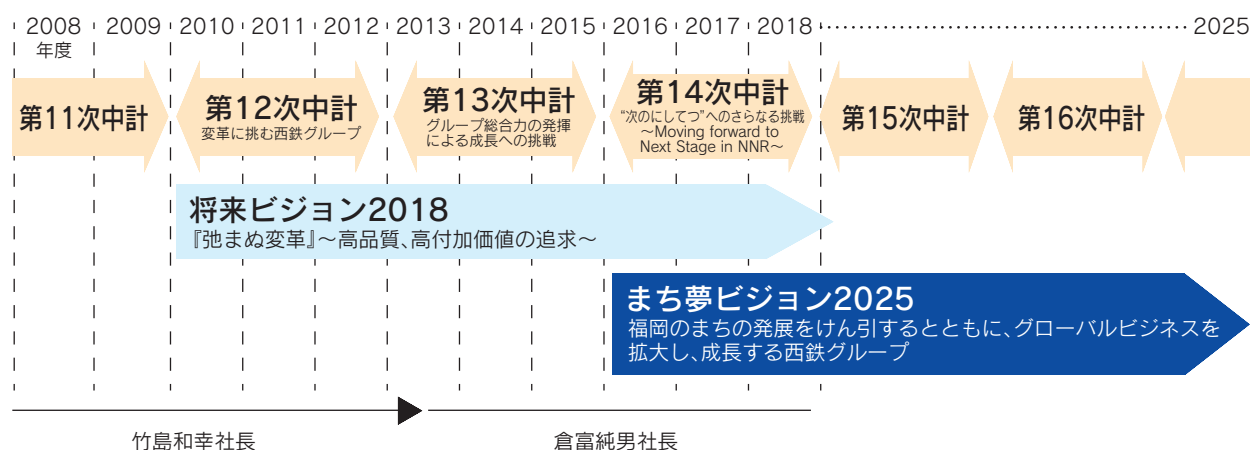 2008 2009 2010 2011 2012 2013 2014 2015 2016 2017 2018 2025
年度
第11次中計
第12次中計
変革に挑む西鉄グループ
第13次中計
グループ総合力の発揮
による成長への挑戦
第14次中計
“次のにしてつ”へのさらなる挑戦
～Moving forward to
Next Stage in NNR～
第15次中計
第16次中計
将来ビジョン2018
『弛まぬ変革』～高品質、高付加価値の追求～
まち夢ビジョン2025
福岡のまちの発展をけん引するとともに、グローバルビジネスを
拡大し、成長する西鉄グループ
竹島和幸社長
倉富純男社長